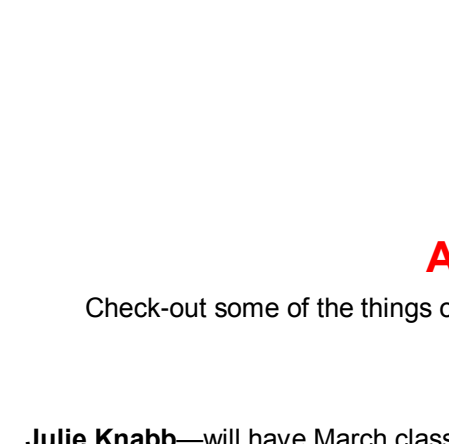 A
Check-out some of the things
Julie Knabb—will have March class